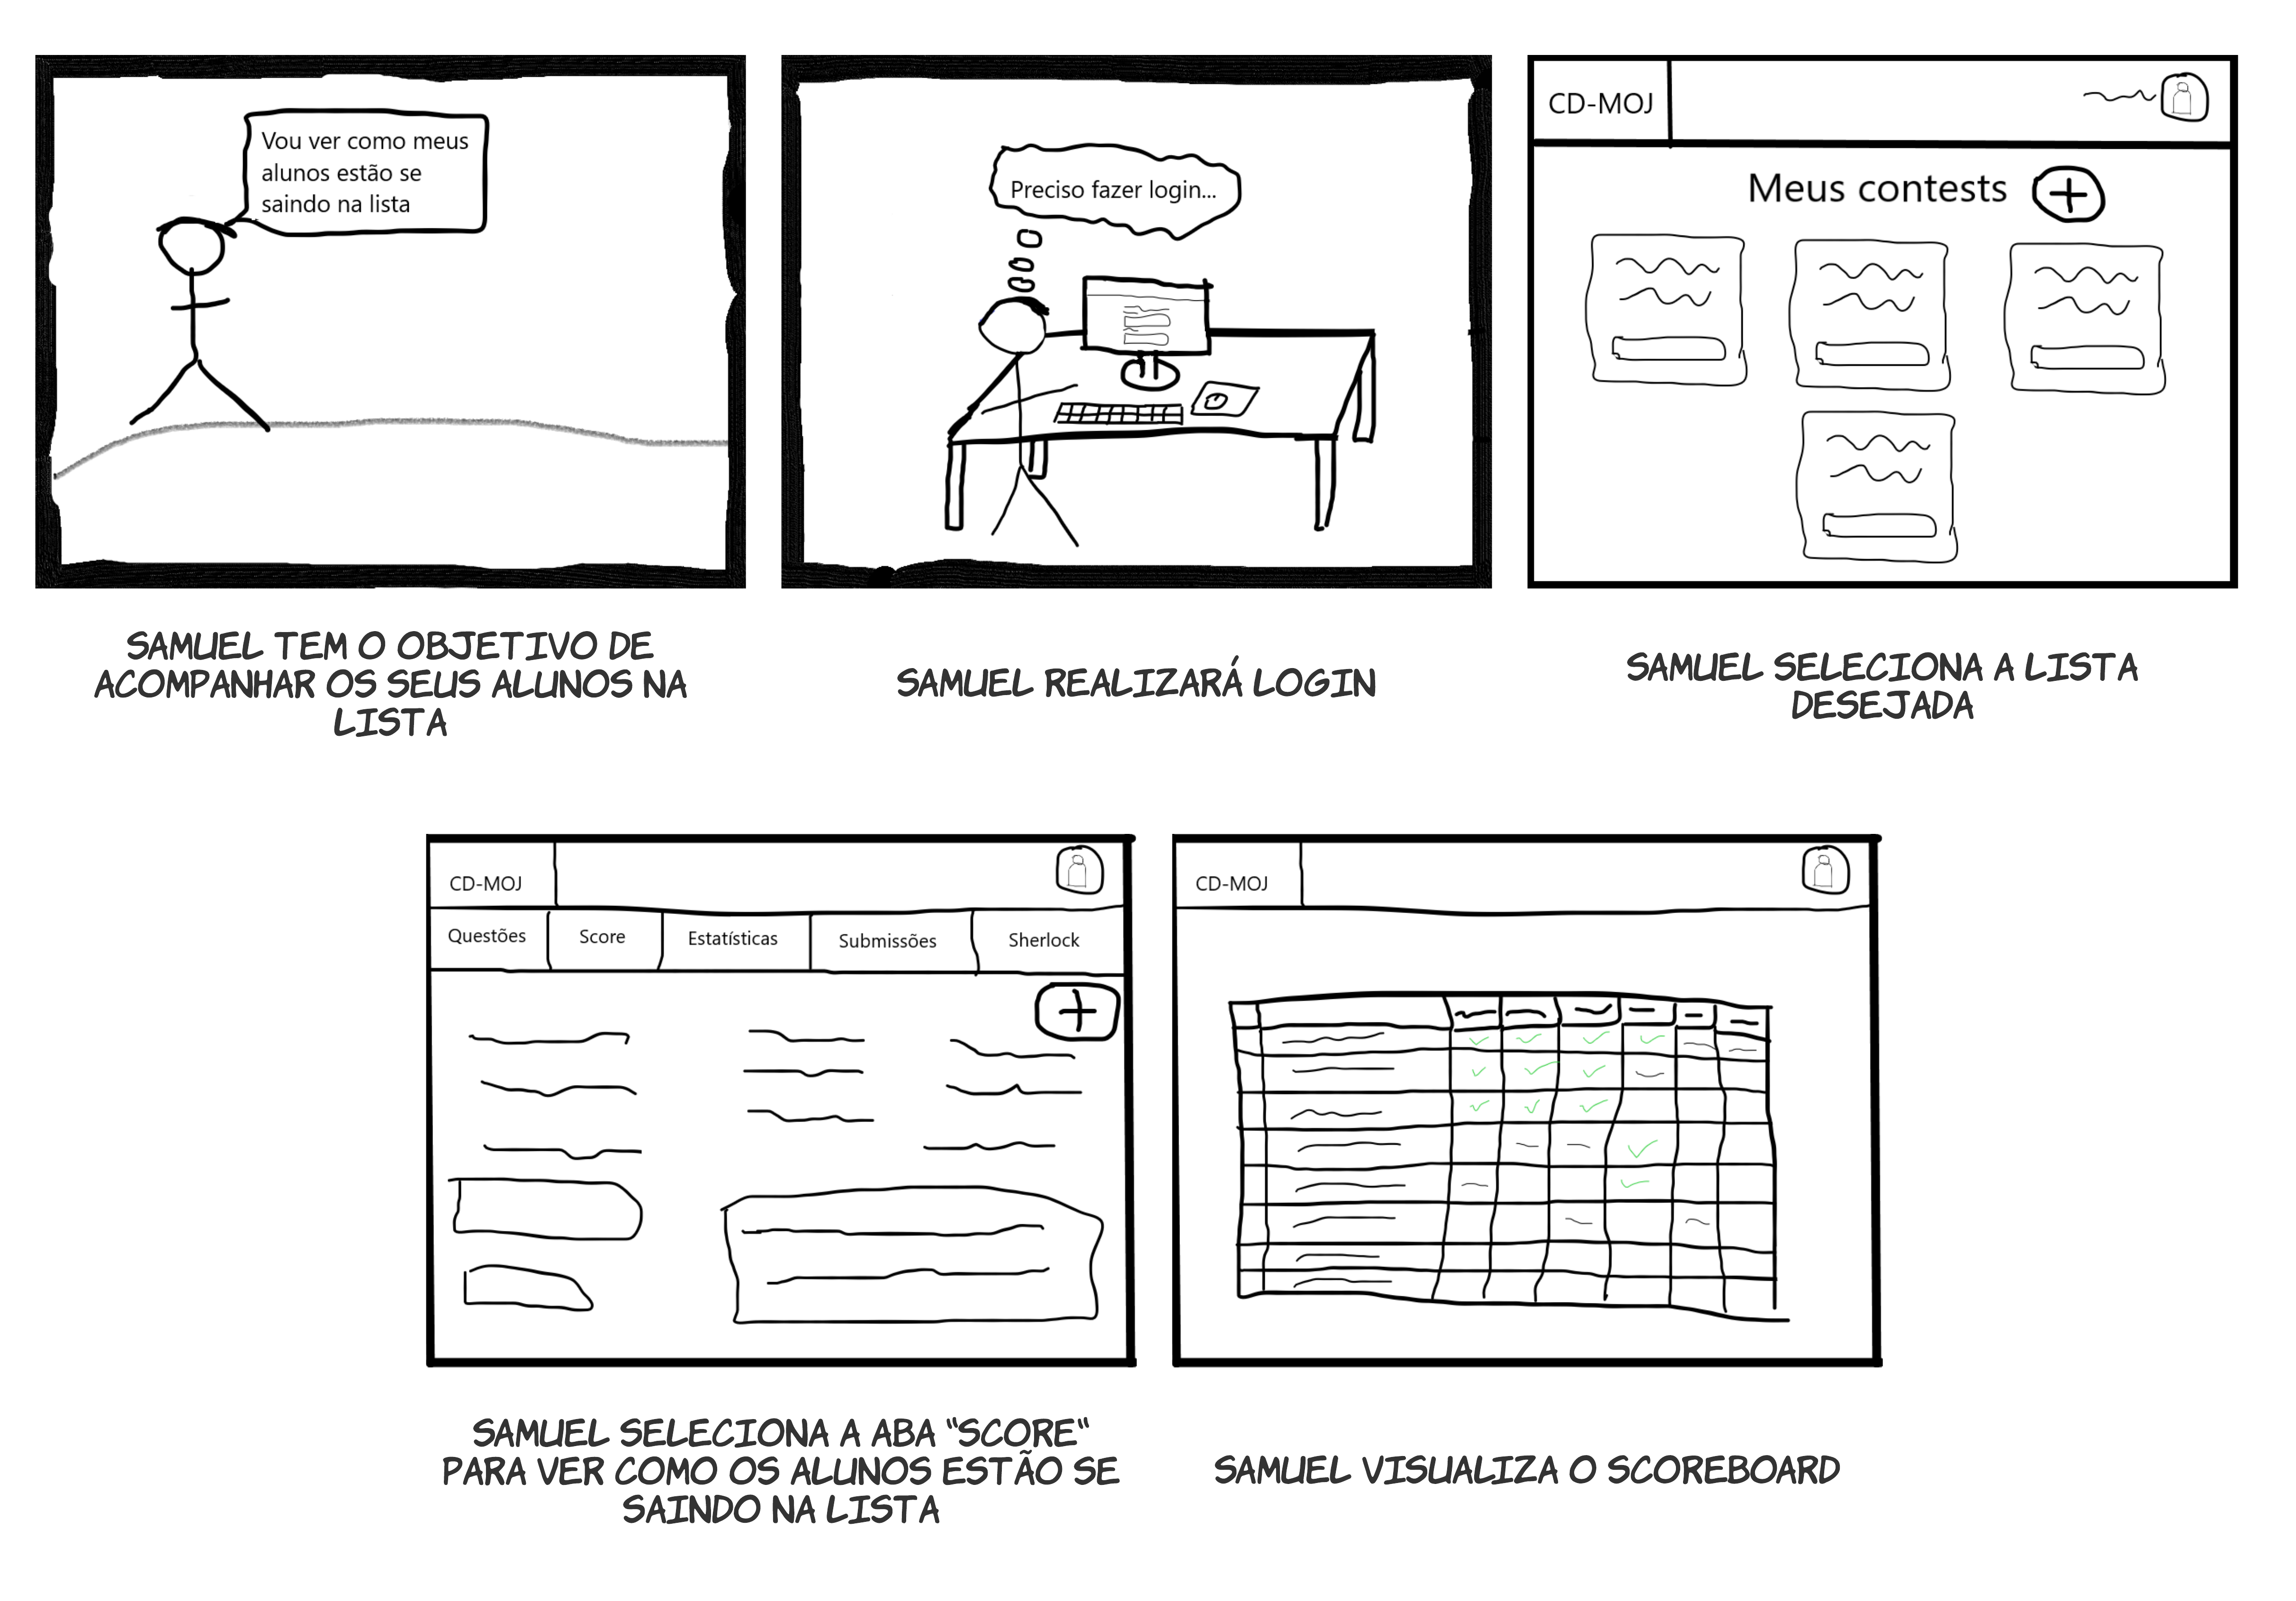 Vou ver como meus
alunos estão se
saindo na lista
SAMUEL TEM O OBJETIVO DE
ACOMPANHAR OS SEUS ALUNOS NA
LISTA
Preciso fazer login...
SAMUEL REALIZARÁ LOGIN
CD-MOJ
Meus contests
SAMUEL SELECIONA A LISTA
DESEJADA
CD-MOJ
Questões Score Estatísticas Submissões Sherlock
SAMUEL SELECIONA A ABA "SCORE"
PARA VER COMO OS ALUNOS ESTÃO SE
SAINDO NA LISTA
CD-MOJ
SAMUEL VISUALIZA O SCOREBOARD